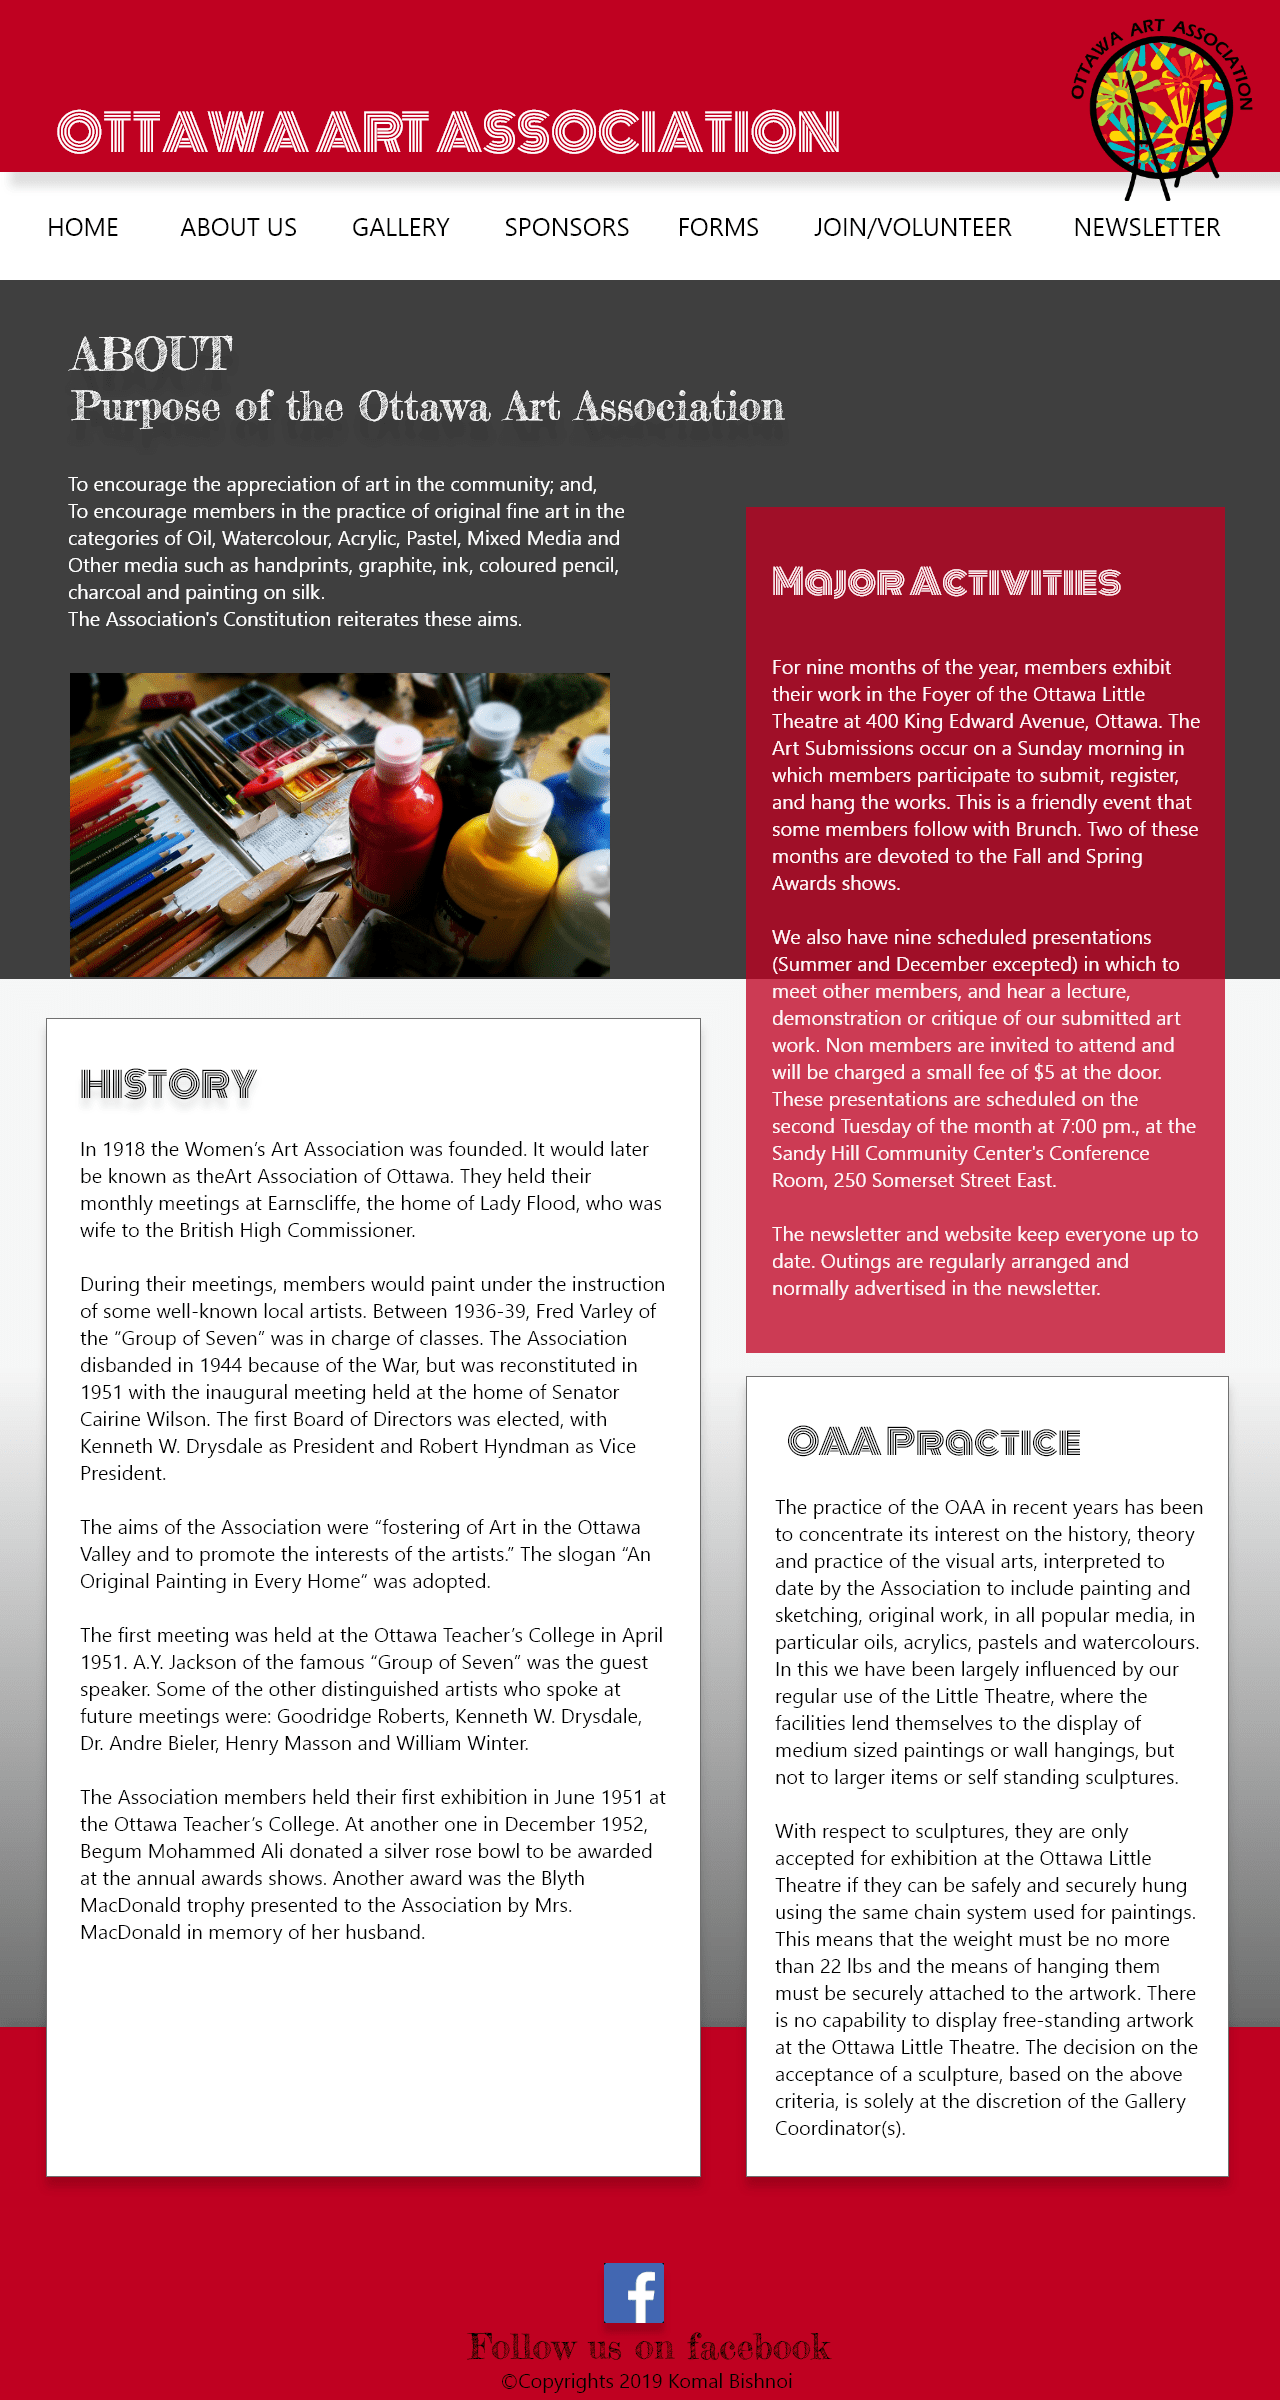 OTTAWA ART ASSOCIATION
OTTAWA ART ASSOCIATION
HOME ABOUT US GALLERY SPONSORS FORMS JOIN/VOLUNTEER NEWSLETTER
ABOUT
Purpose of the Ottawa Art Association
To encourage the appreciation of art in the community; and,
To encourage members in the practice of original fine art in the
categories of Oil, Watercolour, Acrylic, Pastel, Mixed Media and
Other media such as handprints, graphite, ink, coloured pencil,
charcoal and painting on silk.
The Association's Constitution reiterates these aims.
Major Activities
For nine months of the year, members exhibit
their work in the Foyer of the Ottawa Little
Theatre at 400 King Edward Avenue, Ottawa. The
Art Submissions occur on a Sunday morning in
which members participate to submit, register,
and hang the works. This is a friendly event that
some members follow with Brunch. Two of these
months are devoted to the Fall and Spring
Awards shows.
We also have nine scheduled presentations
(Summer and December excepted) in which to
meet other members, and hear a lecture,
demonstration or critique of our submitted art
work. Non members are invited to attend and
will be charged a small fee of $5 at the door.
These presentations are scheduled on the
second Tuesday of the month at 7:00 pm., at the
Sandy Hill Community Center's Conference
Room, 250 Somerset Street East.
The newsletter and website keep everyone up to
date. Outings are regularly arranged and
normally advertised in the newsletter.
HISTORY
In 1918 the Women’s Art Association was founded. It would later
be known as theArt Association of Ottawa. They held their
monthly meetings at Earnscliffe, the home of Lady Flood, who was
wife to the British High Commissioner.
During their meetings, members would paint under the instruction
of some well-known local artists. Between 1936-39, Fred Varley of
the “Group of Seven” was in charge of classes. The Association
disbanded in 1944 because of the War, but was reconstituted in
1951 with the inaugural meeting held at the home of Senator
Cairine Wilson. The first Board of Directors was elected, with
Kenneth W. Drysdale as President and Robert Hyndman as Vice
President.
The aims of the Association were “fostering of Art in the Ottawa
Valley and to promote the interests of the artists.” The slogan “An
Original Painting in Every Home” was adopted.
The first meeting was held at the Ottawa Teacher’s College in April
1951. A.Y. Jackson of the famous “Group of Seven” was the guest
speaker. Some of the other distinguished artists who spoke at
future meetings were: Goodridge Roberts, Kenneth W. Drysdale,
Dr. Andre Bieler, Henry Masson and William Winter.
The Association members held their first exhibition in June 1951 at
the Ottawa Teacher’s College. At another one in December 1952,
Begum Mohammed Ali donated a silver rose bowl to be awarded
at the annual awards shows. Another award was the Blyth
MacDonald trophy presented to the Association by Mrs.
MacDonald in memory of her husband.
OAA Practice
The practice of the OAA in recent years has been
to concentrate its interest on the history, theory
and practice of the visual arts, interpreted to
date by the Association to include painting and
sketching, original work, in all popular media, in
particular oils, acrylics, pastels and watercolours.
In this we have been largely influenced by our
regular use of the Little Theatre, where the
facilities lend themselves to the display of
medium sized paintings or wall hangings, but
not to larger items or self standing sculptures.
With respect to sculptures, they are only
accepted for exhibition at the Ottawa Little
Theatre if they can be safely and securely hung
using the same chain system used for paintings.
This means that the weight must be no more
than 22 lbs and the means of hanging them
must be securely attached to the artwork. There
is no capability to display free-standing artwork
at the Ottawa Little Theatre. The decision on the
acceptance of a sculpture, based on the above
criteria, is solely at the discretion of the Gallery
Coordinator(s).
f
Follow us on facebook
©Copyrights 2019 Komal Bishnoi